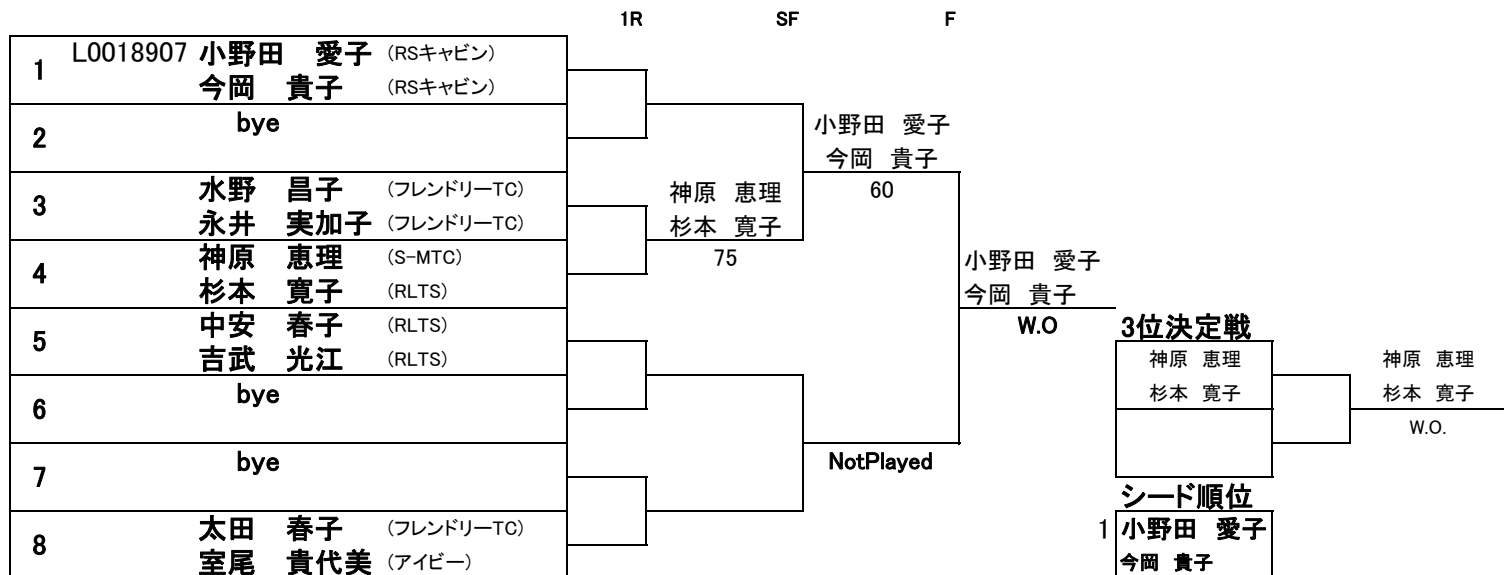 1R SF F
1 L0018907 小野田 愛子 (RSキャビン)
今岡 貴子 (RSキャビン)
2 bye
3 水野 昌子 (フレンドリーTC)
永井 実加子 (フレンドリーTC)
4 神原 恵理 (S-MTC)
杉本 寛子 (RLTS)
5 中安 春子 (RLTS)
吉武 光江 (RLTS)
6 bye
7 bye
8 太田 春子 (フレンドリーTC)
室尾 貴代美 (アイビー)
神原 恵理
杉本 寛子
75
小野田 愛子
今岡 貴子
60
NotPlayed
小野田 愛子
今岡 貴子
W.O
3位決定戦
神原 恵理
杉本 寛子
神原 恵理
杉本 寛子
W.O.
シード順位
1 小野田 愛子
今岡 貴子